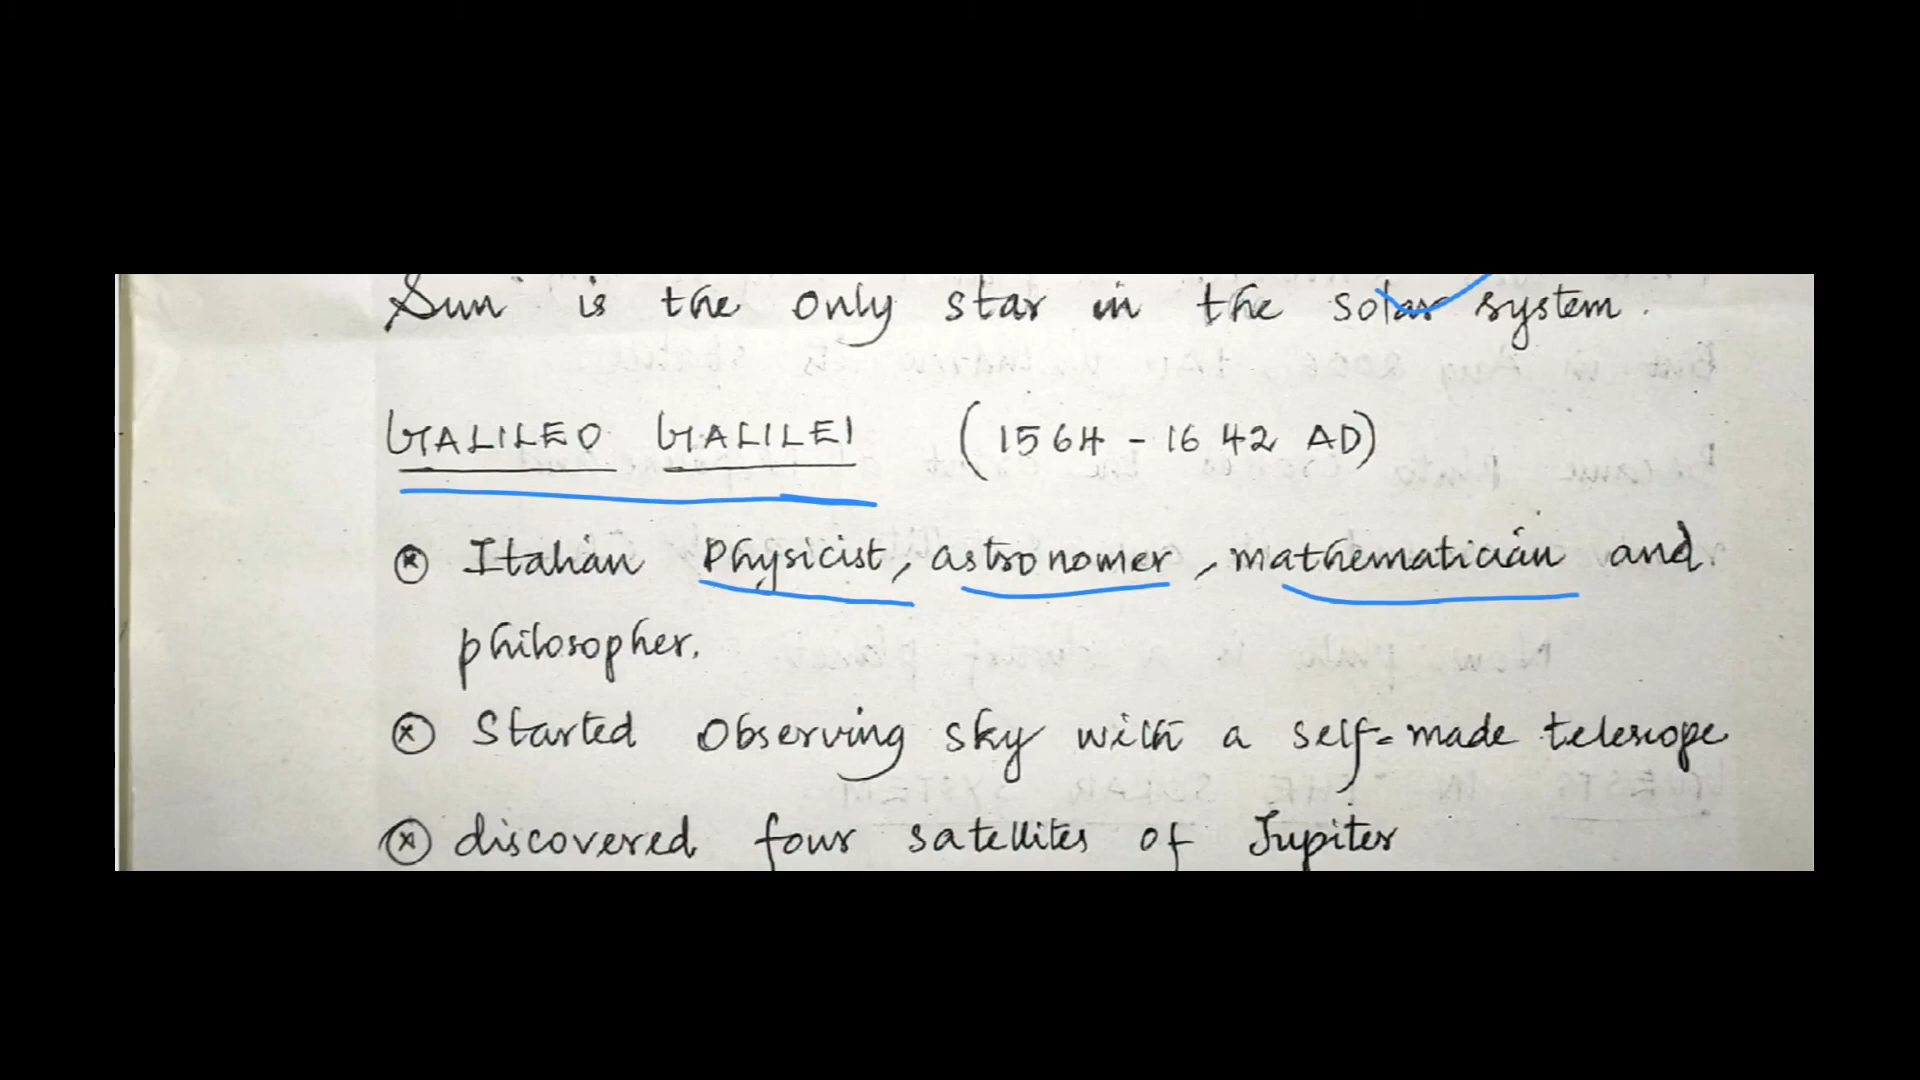 Sun is the only star in the solar system.
GALILEO GALILEI (1564 - 1642 AD)
Italian Physicist, astronomer, mathematician and
philosopher.
Started Observing sky with a self-made telescope
discovered four satellites of Jupiter